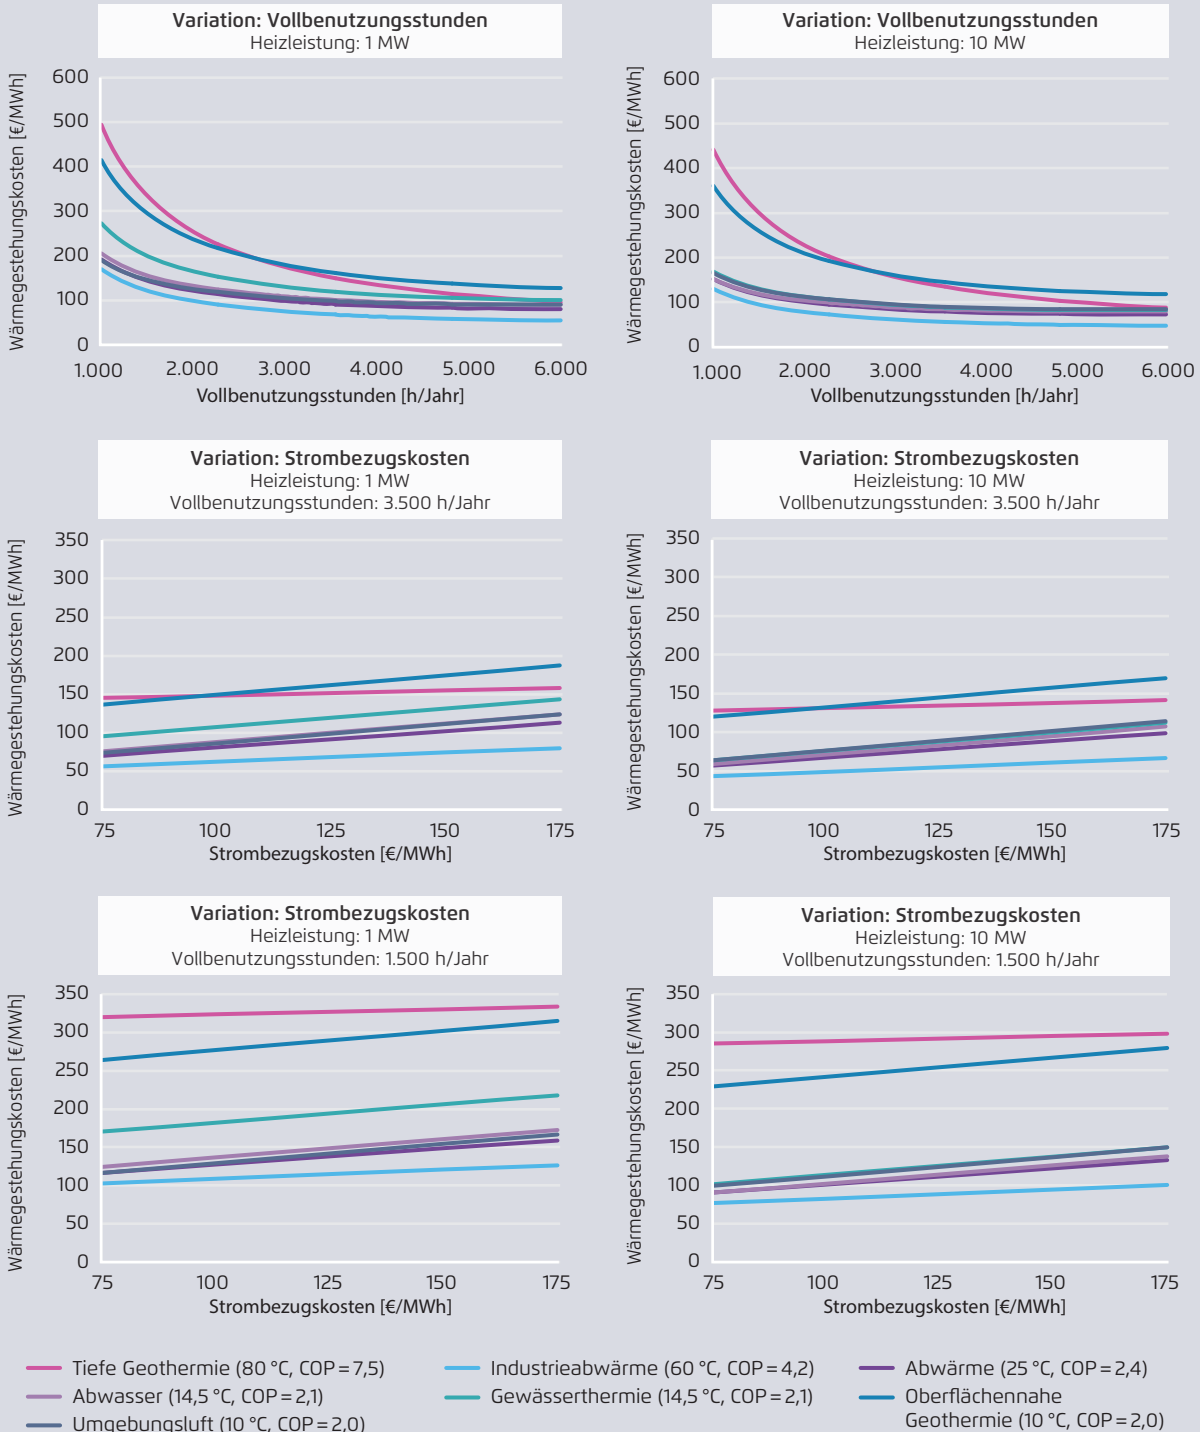 Variation: Vollbenutzungsstunden
Heizleistung: 1 MW
Wärmegestehungskosten [€/MWh]
600
500
400
300
200
100
0
1.000 2.000 3.000 4.000 5.000 6.000
Vollbenutzungsstunden [h/Jahr]
Variation: Vollbenutzungsstunden
Heizleistung: 10 MW
Wärmegestehungskosten [€/MWh]
600
500
400
300
200
100
0
1.000 2.000 3.000 4.000 5.000 6.000
Vollbenutzungsstunden [h/Jahr]
Variation: Strombezugskosten
Heizleistung: 1 MW
Vollbenutzungsstunden: 3.500 h/Jahr
Wärmegestehungskosten [€/MWh]
350
300
250
200
150
100
50
0
75 100 125 150 175
Strombezugskosten [€/MWh]
Variation: Strombezugskosten
Heizleistung: 10 MW
Vollbenutzungsstunden: 3.500 h/Jahr
Wärmegestehungskosten [€/MWh]
350
300
250
200
150
100
50
0
75 100 125 150 175
Strombezugskosten [€/MWh]
Variation: Strombezugskosten
Heizleistung: 1 MW
Vollbenutzungsstunden: 1.500 h/Jahr
Wärmegestehungskosten [€/MWh]
350
300
250
200
150
100
50
0
75 100 125 150 175
Strombezugskosten [€/MWh]
Variation: Strombezugskosten
Heizleistung: 10 MW
Vollbenutzungsstunden: 1.500 h/Jahr
Wärmegestehungskosten [€/MWh]
350
300
250
200
150
100
50
0
75 100 125 150 175
Strombezugskosten [€/MWh]
Tiefe Geothermie (80 °C, COP = 7,5)
Abwasser (14,5 °C, COP = 2,1)
Umgebungsluft (10 °C, COP = 2,0)
Industrieabwärme (60 °C, COP = 4,2)
Gewässerthermie (14,5 °C, COP = 2,1)
Abwärme (25 °C, COP = 2,4)
Oberflächennahe
Geothermie (10 °C, COP = 2,0)